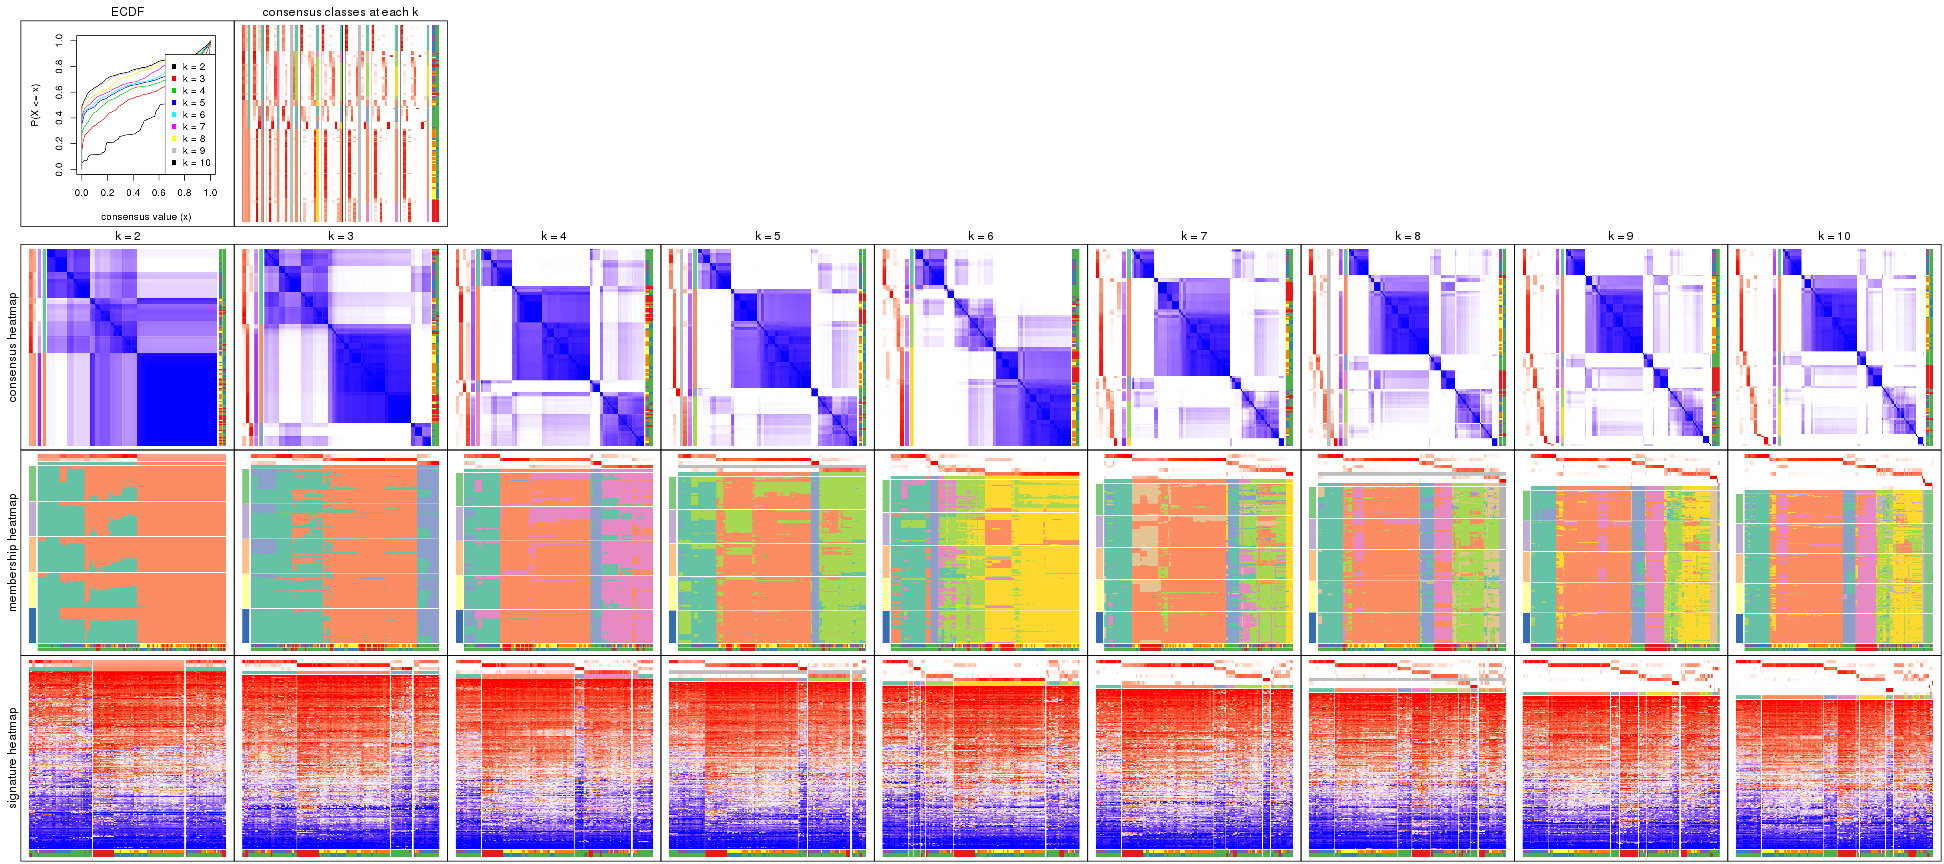 ECDF
consensus classes at each k
1.0
0.8
0.6
0.4
0.2
0.0
P(X <= x)
k = 2
k = 3
k = 4
k = 5
k = 6
k = 7
k = 8
k = 9
k = 10
0.0 0.2 0.4 0.6 0.8 1.0
consensus value (x)
k = 2 k = 3 k = 4 k = 5 k = 6 k = 7 k = 8 k = 9 k = 10
consensus heatmap
membership heatmap
signature heatmap